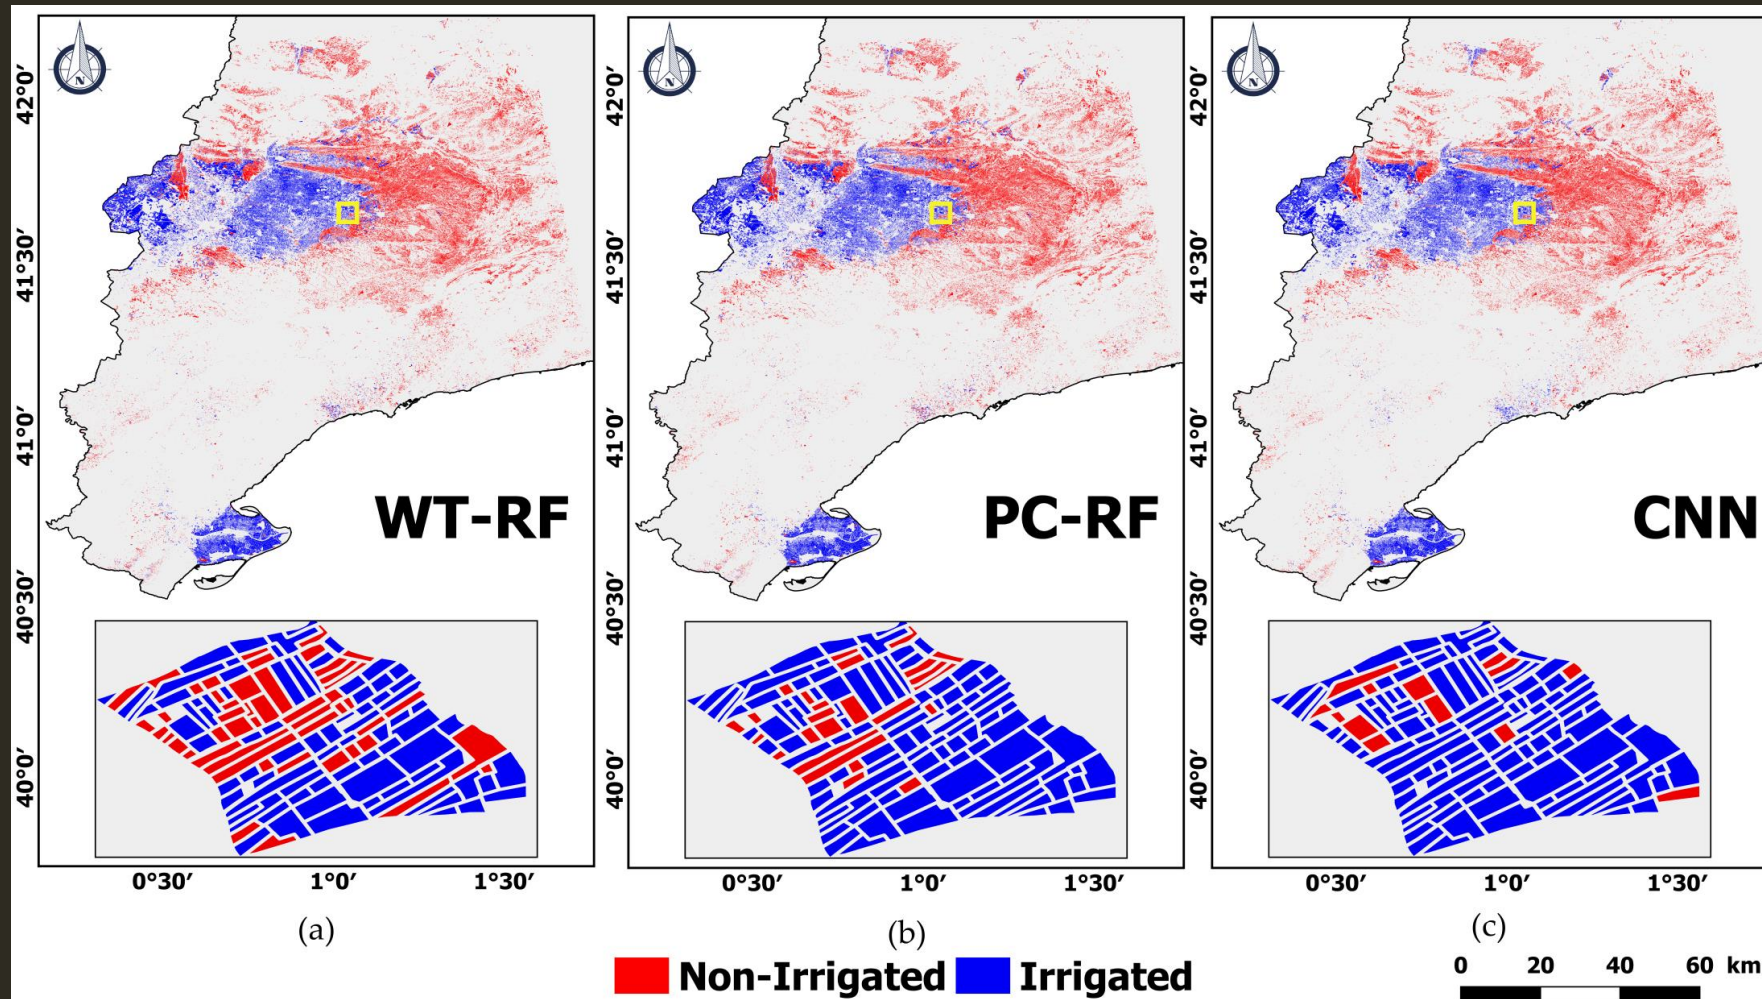 N
42°0′
41°30′
41°0′
40°30′
40°0′
WT-RF
0°30′ 1°0′ 1°30′
(a)
N
42°0′
41°30′
41°0′
40°30′
40°0′
PC-RF
0°30′ 1°0′ 1°30′
(b)
N
42°0′
41°30′
41°0′
40°30′
40°0′
CNN
0°30′ 1°0′ 1°30′
(c)
Non-Irrigated Irrigated
0 20 40 60 km